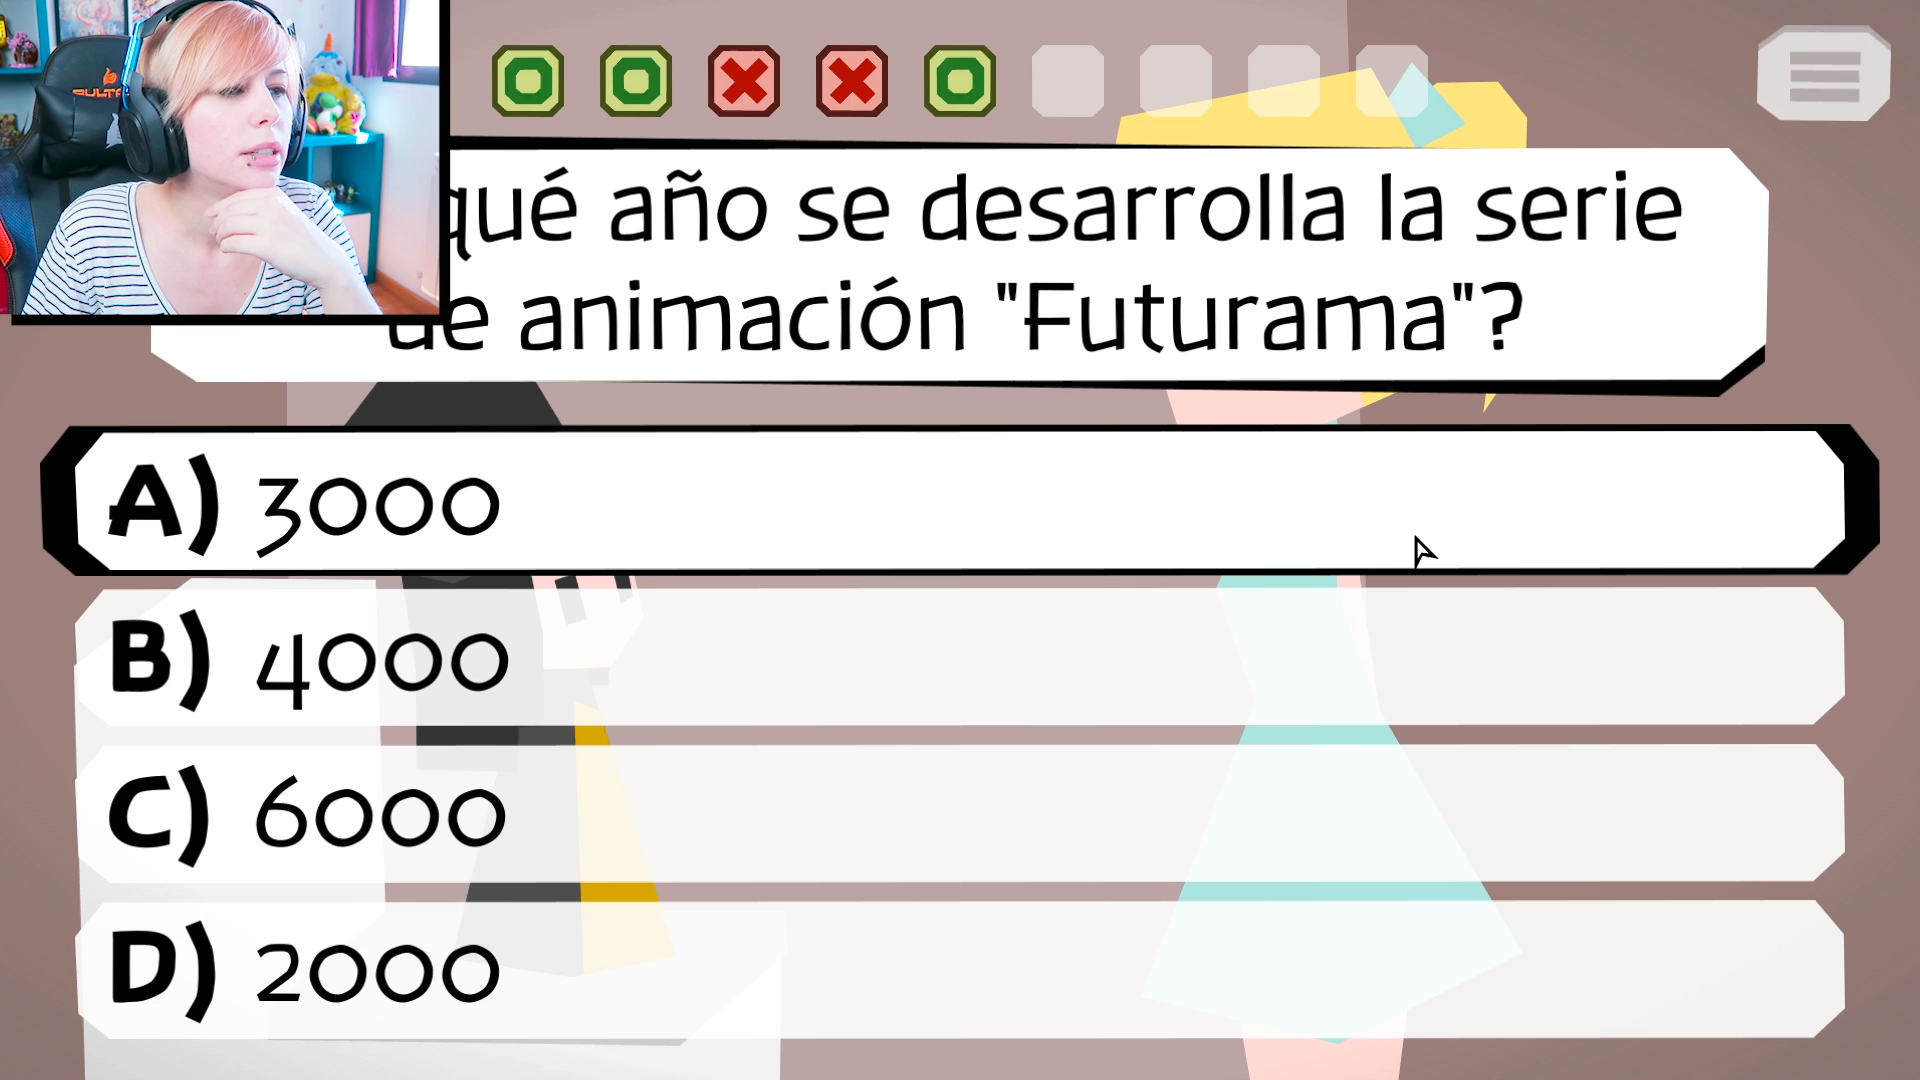 qué año se desarrolla la serie
de animación "Futurama"?
A) 3000
B) 4000
C) 6000
D) 2000